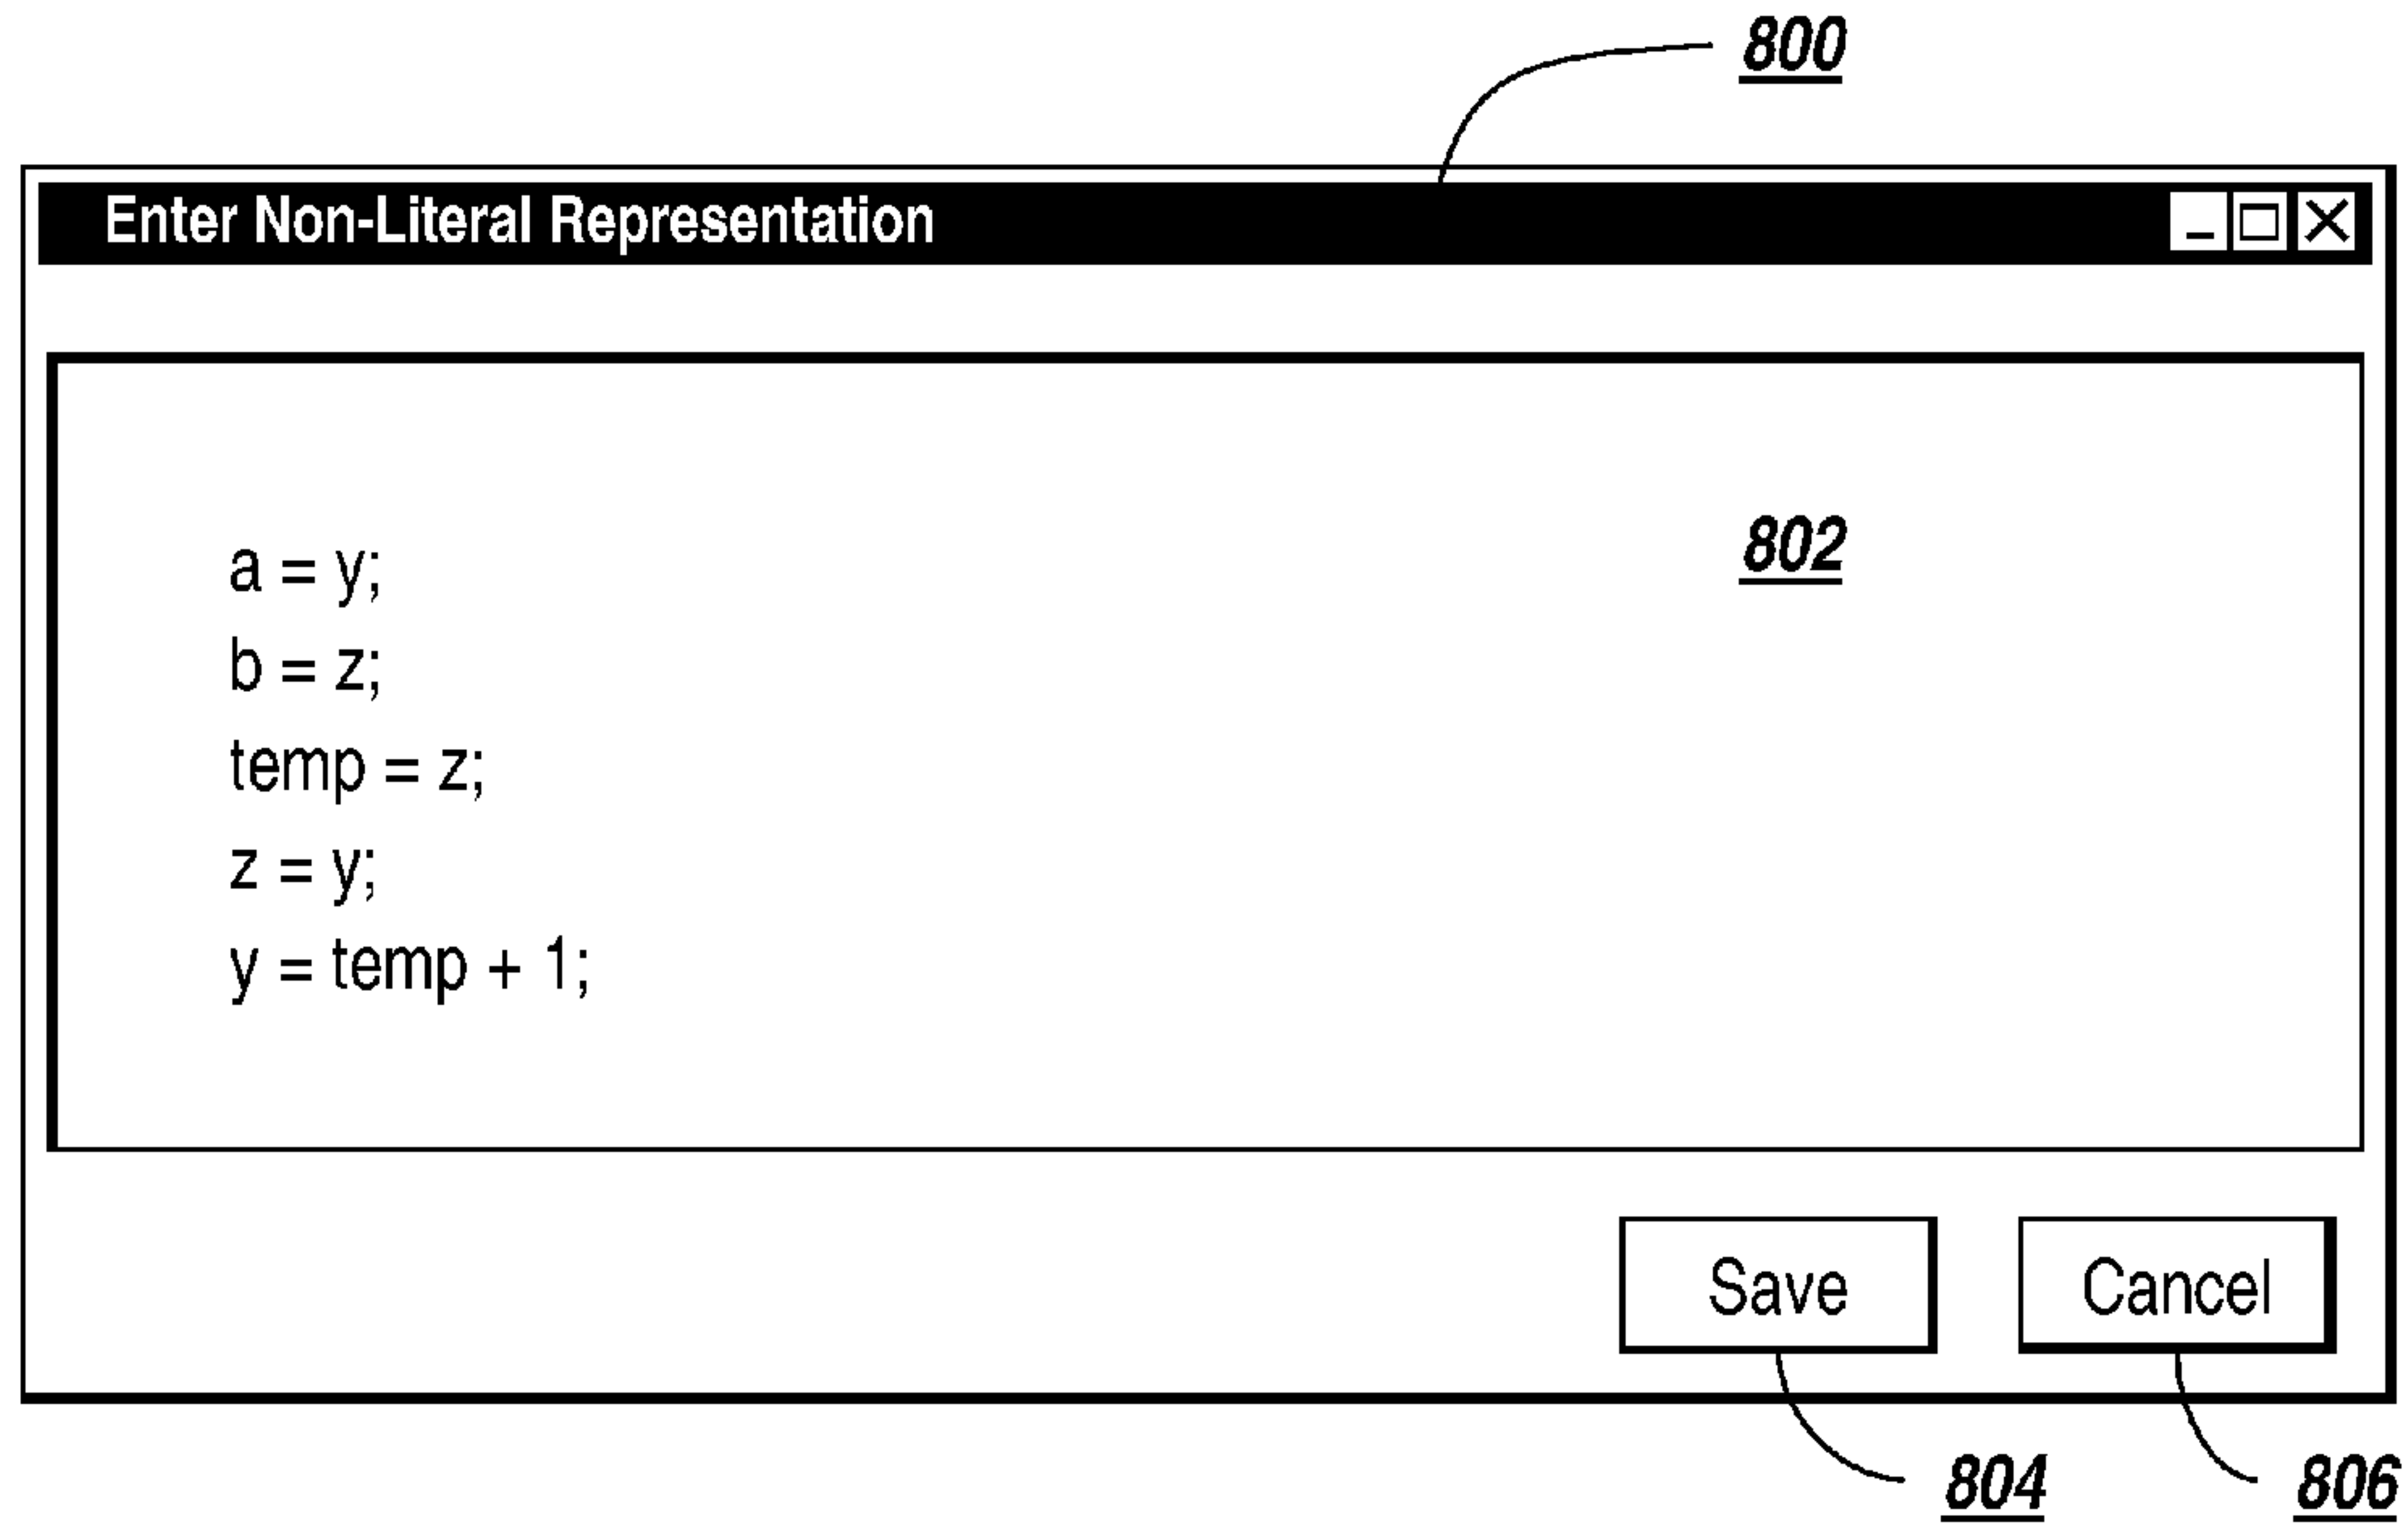 800
Enter Non-Literal Representation
802
a = y;
b = z;
temp = z;
z = y;
y = temp + 1;
Save Cancel
804 806